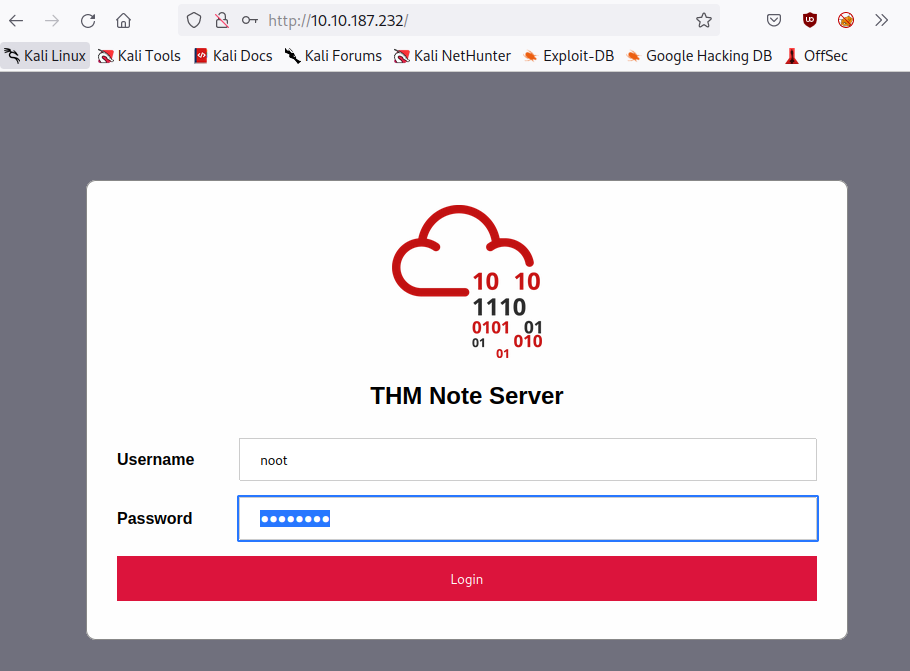 http://10.10.187.232/
Kali Linux Kali Tools Kali Docs Kali Forums Kali NetHunter Exploit-DB Google Hacking DB OffSec
10 10
1110
0101 01
01 010
01
THM Note Server
Username noot
Password ••••••••
Login